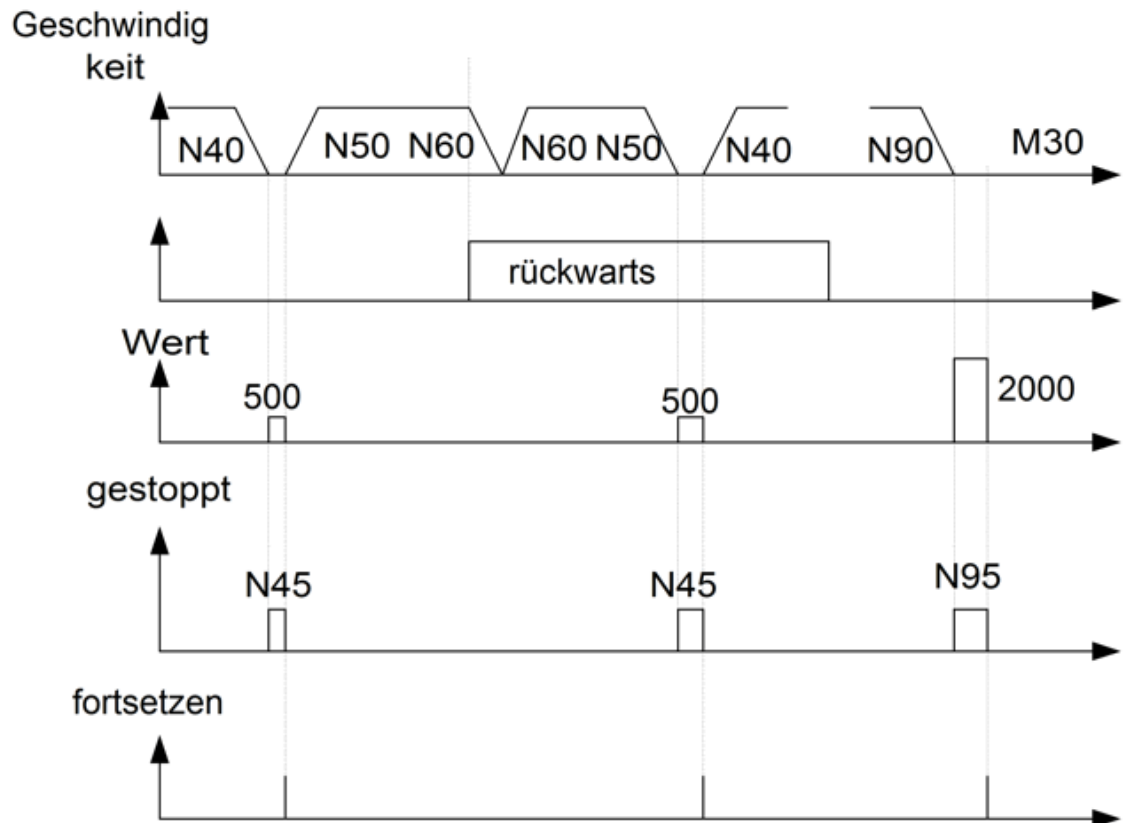 Geschwindig
keit
N40 N50 N60 N60 N50 N40 N90 M30
rückwarts
Wert
500 500 2000
gestoppt
N45 N45 N95
fortsetzen